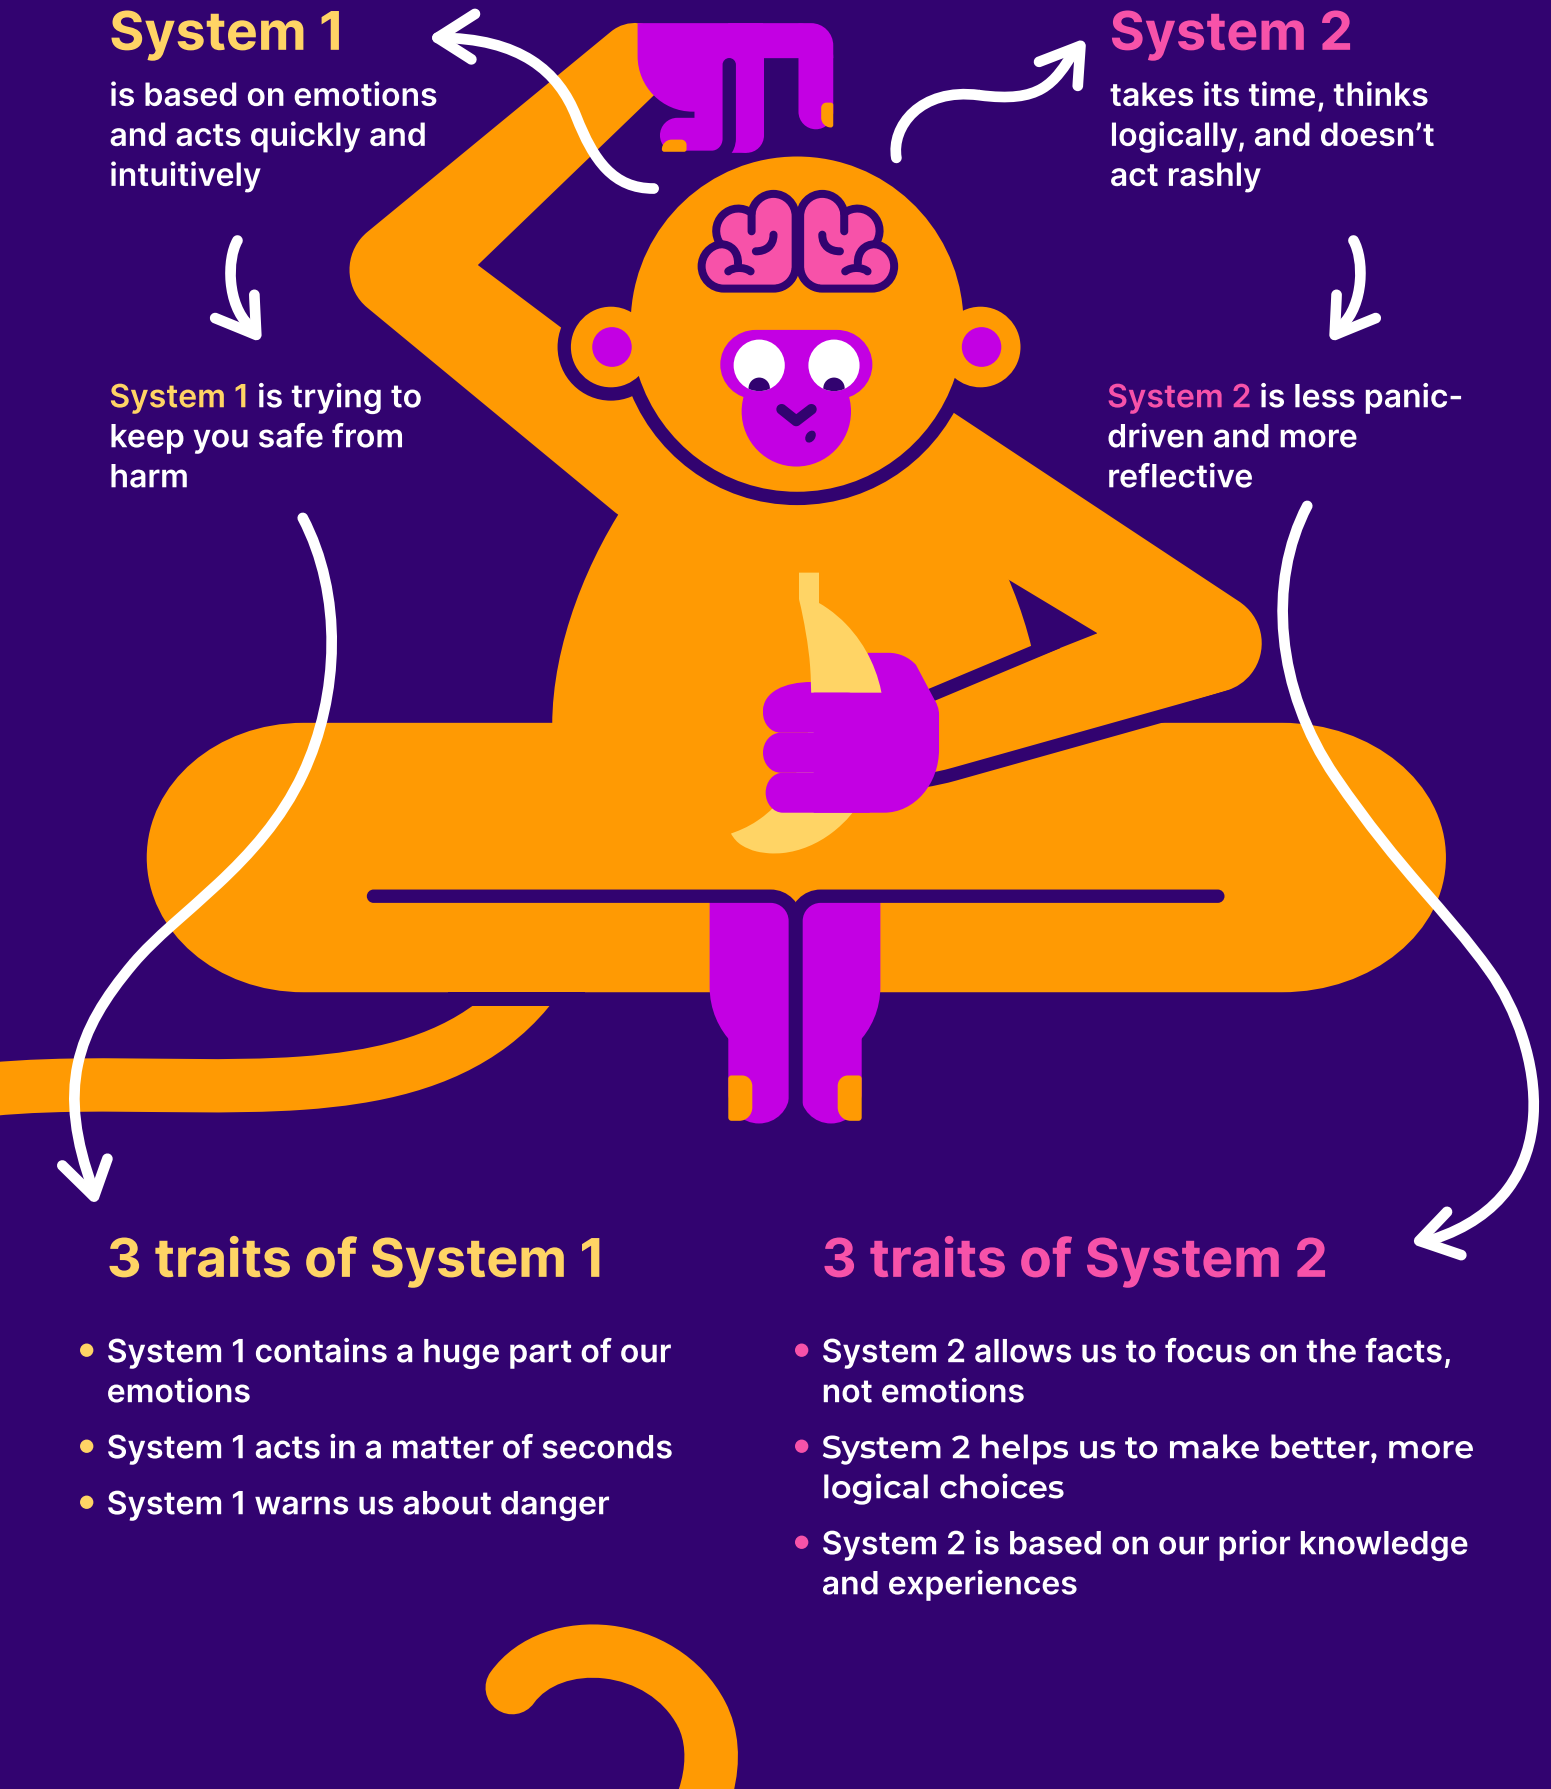 System 1
is based on emotions
and acts quickly and
intuitively
System 1 is trying to
keep you safe from
harm
System 2
takes its time, thinks
logically, and doesn’t
act rashly
System 2 is less panic-
driven and more
reflective
3 traits of System 1
• System 1 contains a huge part of our
emotions
• System 1 acts in a matter of seconds
• System 1 warns us about danger
3 traits of System 2
• System 2 allows us to focus on the facts,
not emotions
• System 2 helps us to make better, more
logical choices
• System 2 is based on our prior knowledge
and experiences